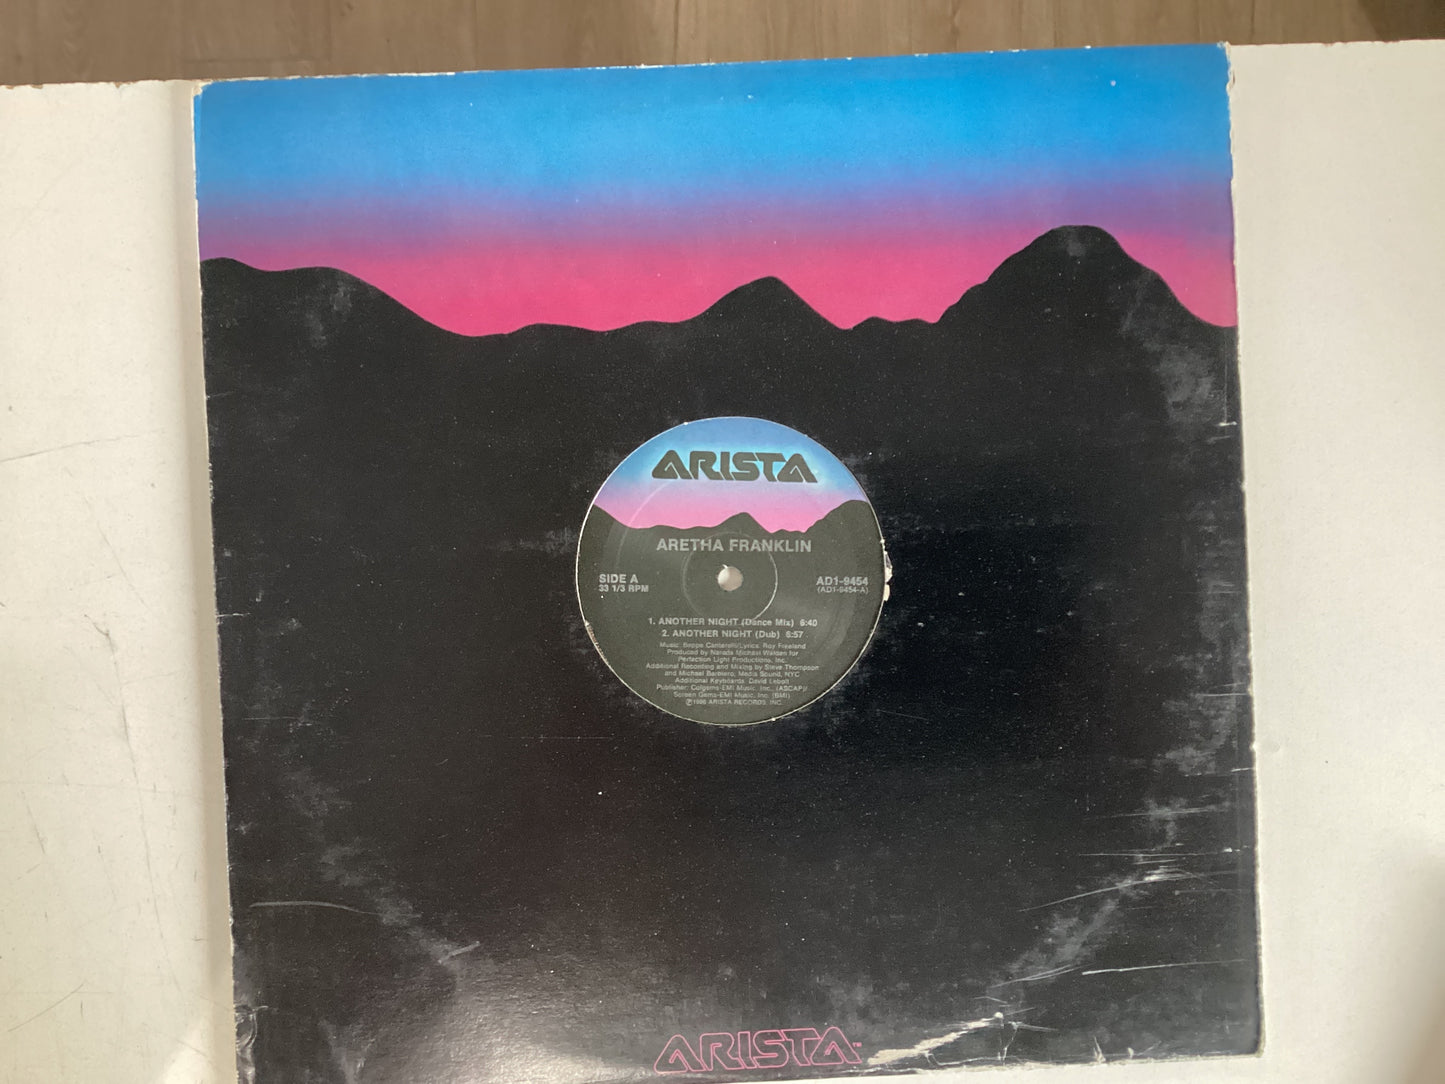 ARISTA
ARETHA FRANKLIN
SIDE A
33 1/3 RPM
AD1-9454
(AD1-9454-A)
1. ANOTHER NIGHT (Dance Mix) 6:40
2. ANOTHER NIGHT (Dub) 6:57
Music: Beppe Cantarelli/Lyrics: Roy Freeland
Produced by Narada Michael Walden for
Perfection Light Productions, Inc.
Additional Recording and Mixing by Steve Thompson
and Michael Barbiero, Media Sound, NYC
Additional Keyboards: David Lebolt
Publisher: Colgems-EMI Music, Inc. (ASCAP)/
Screen Gems-EMI Music, Inc. (BMI)
℗1986 ARISTA RECORDS, INC.
ARISTA™